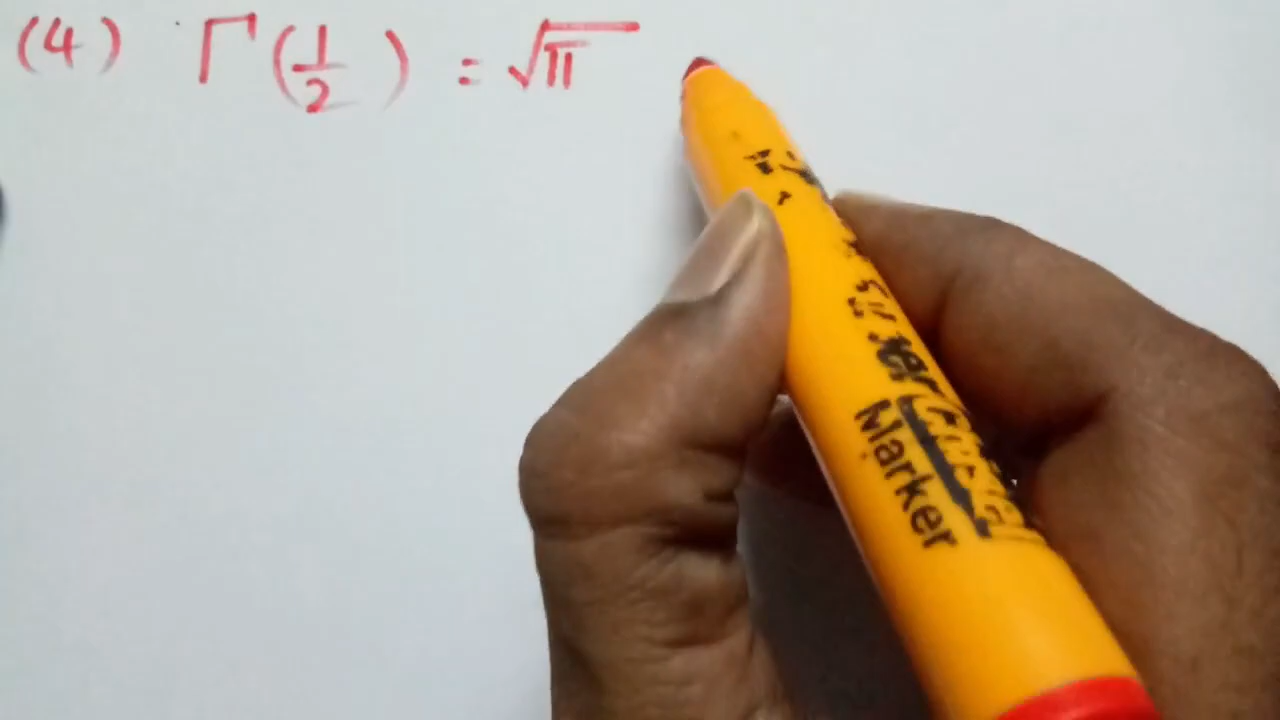 (4) Γ(1/2) = √π
Marker